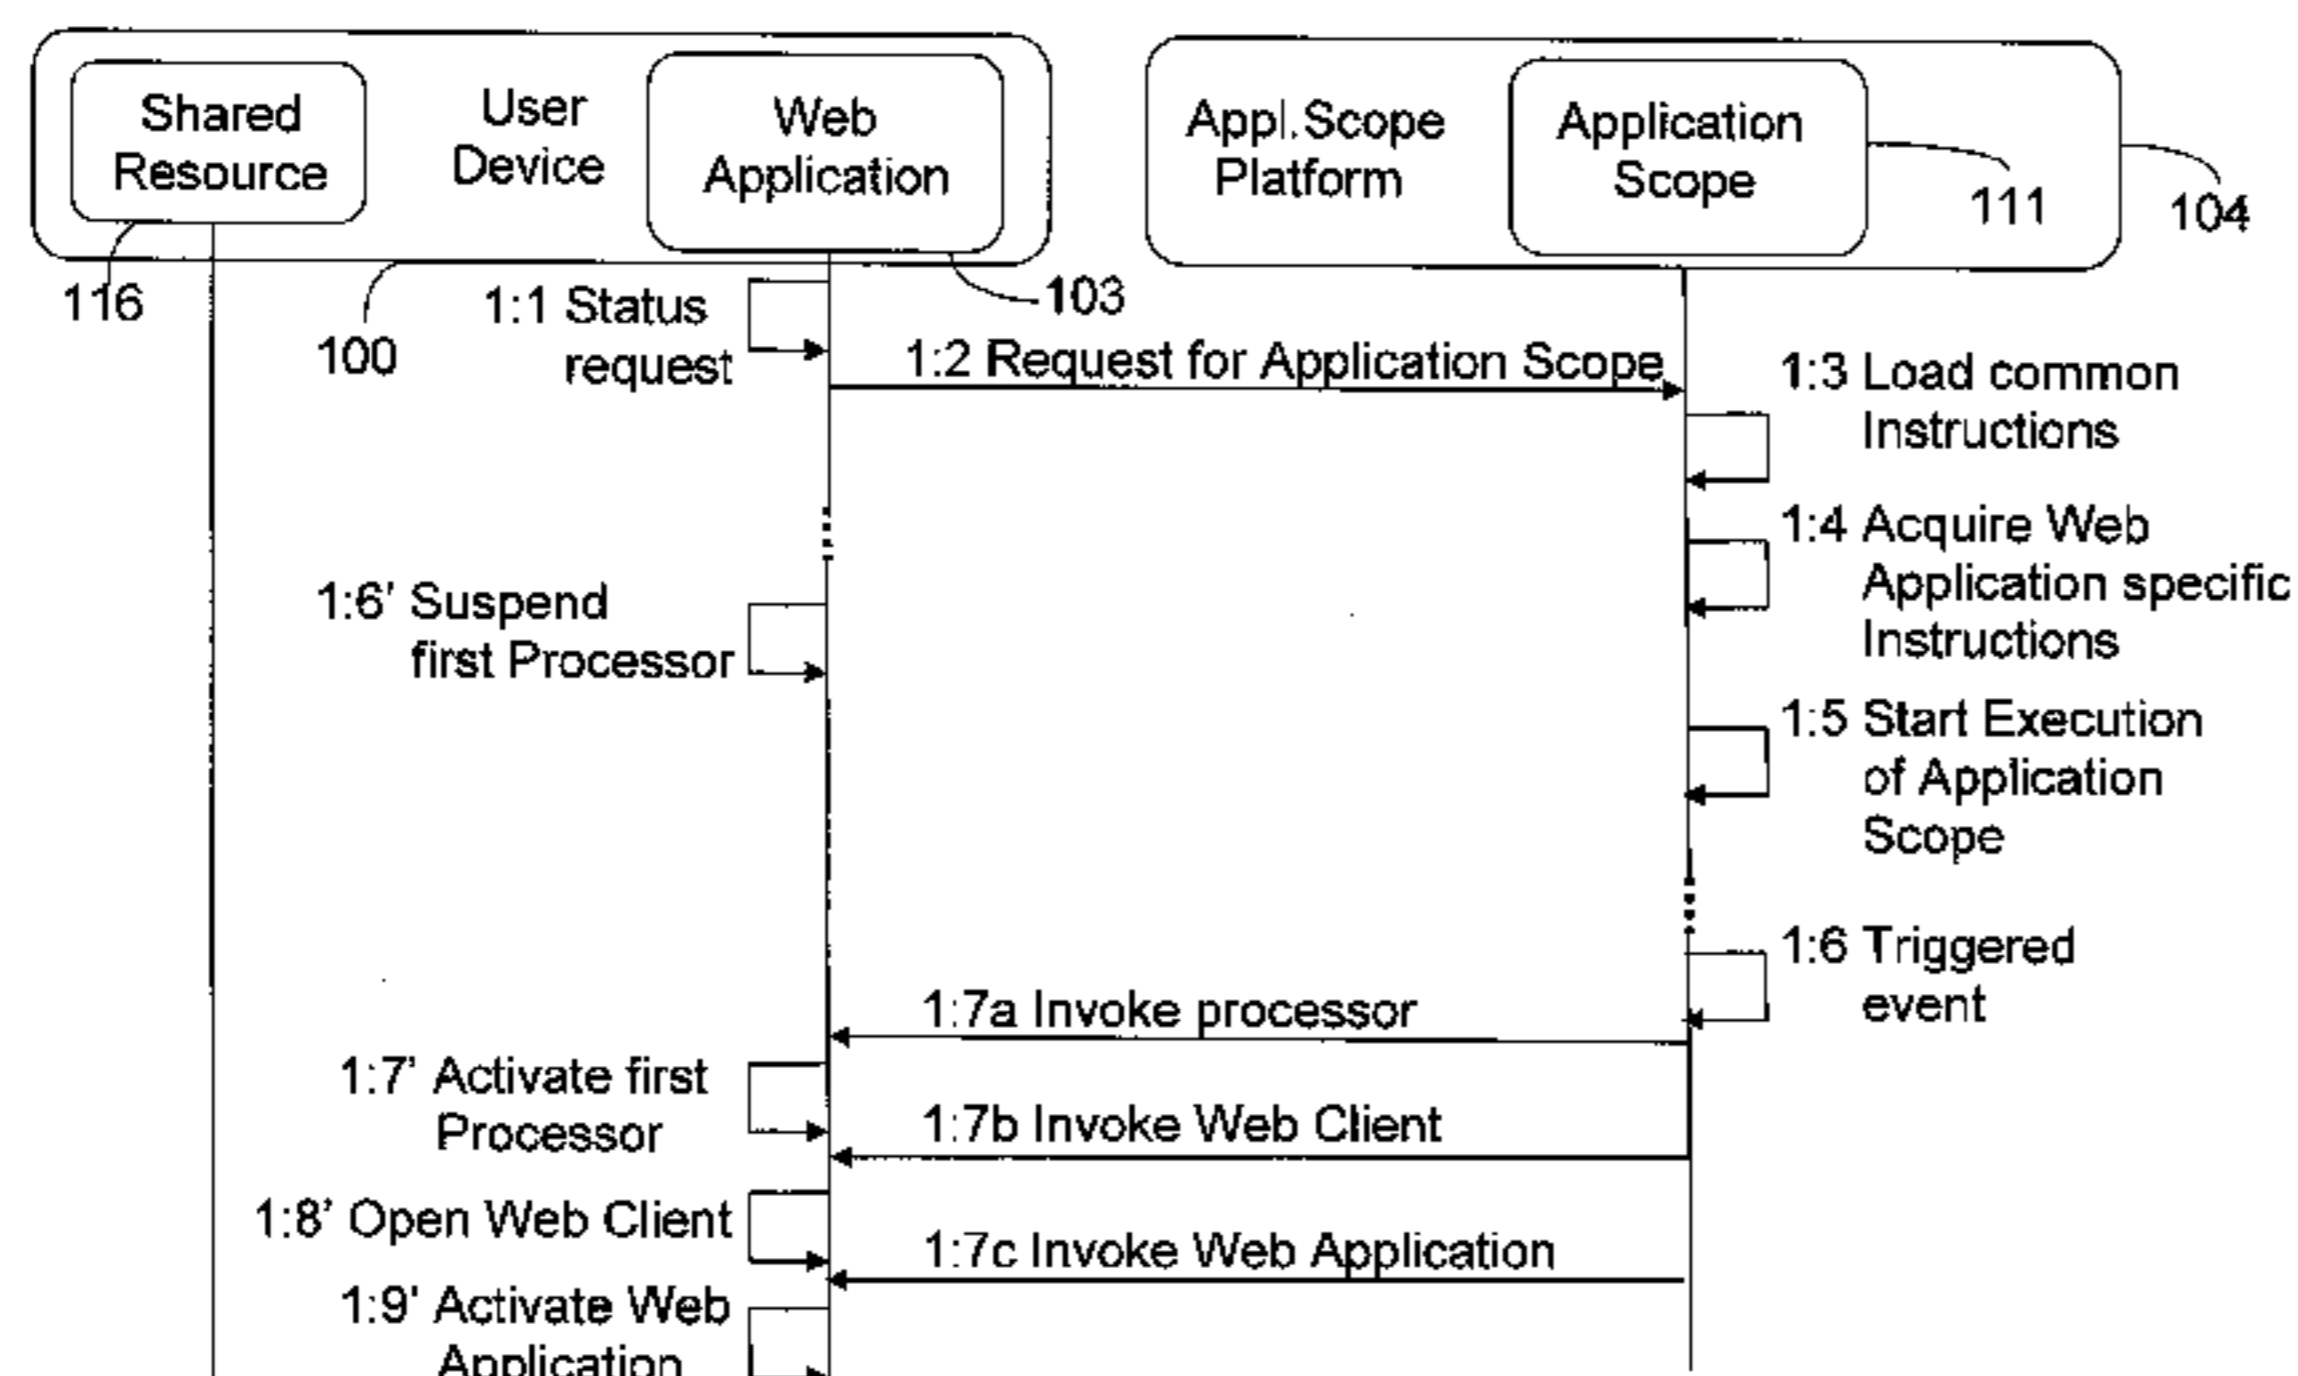 Shared
Resource
User
Device
Web
Application
Appl.Scope
Platform
Application
Scope
111
104
116
100
103
1:1 Status
request
1:2 Request for Application Scope
1:3 Load common
Instructions
1:4 Acquire Web
Application specific
Instructions
1:6' Suspend
first Processor
1:5 Start Execution
of Application
Scope
1:6 Triggered
event
1:7a Invoke processor
1:7' Activate first
Processor
1:7b Invoke Web Client
1:8' Open Web Client
1:7c Invoke Web Application
1:9' Activate Web
Application